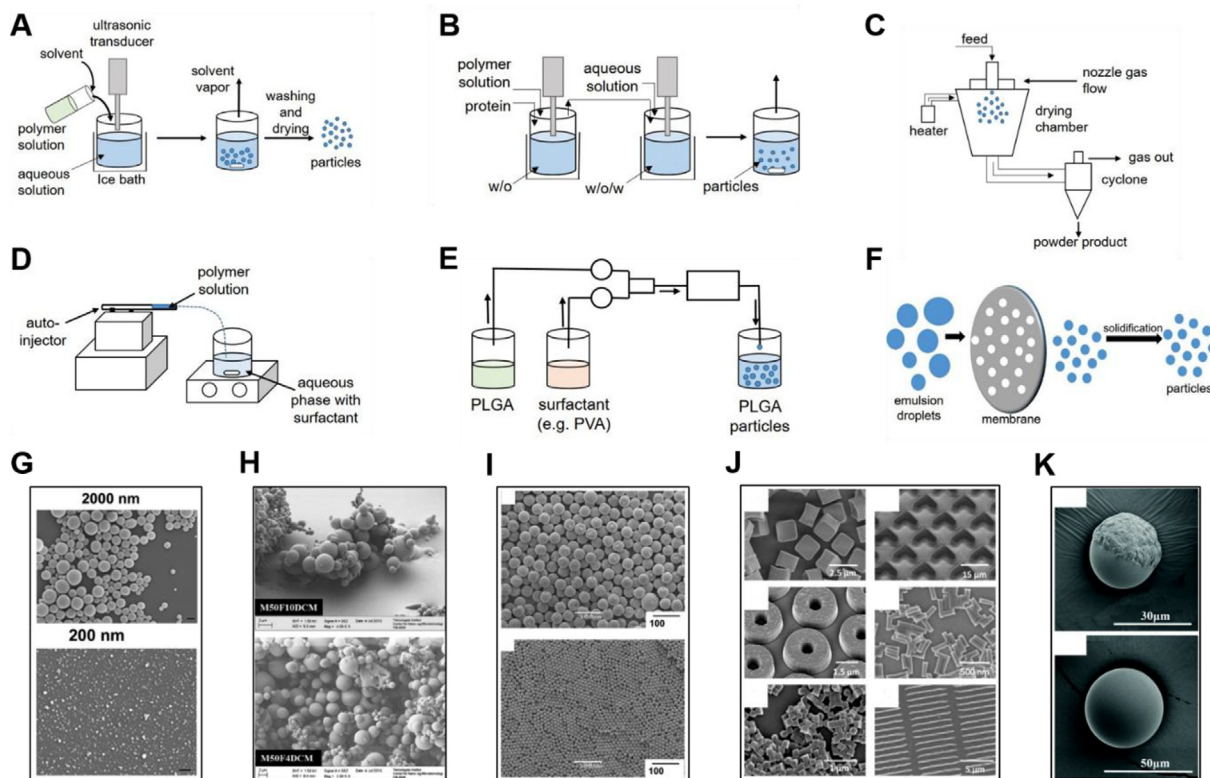 A
ultrasonic
transducer
solvent
polymer
solution
aqueous
solution
Ice bath
solvent
vapor
washing
and
drying
particles
B
polymer
solution
protein
aqueous
solution
w/o
w/o/w
particles
C
feed
nozzle gas
flow
heater
drying
chamber
gas out
cyclone
powder product
D
polymer
solution
auto-
injector
aqueous
phase with
surfactant
E
PLGA
surfactant
(e.g. PVA)
PLGA
particles
F
emulsion
droplets
membrane
solidification
particles
G
2000 nm
200 nm
H
M50F10DCM
M50F4DCM
I
100
100
J
2.5 µm
15 µm
1.5 µm
500 nm
1 µm
5 µm
K
30µm
50µm